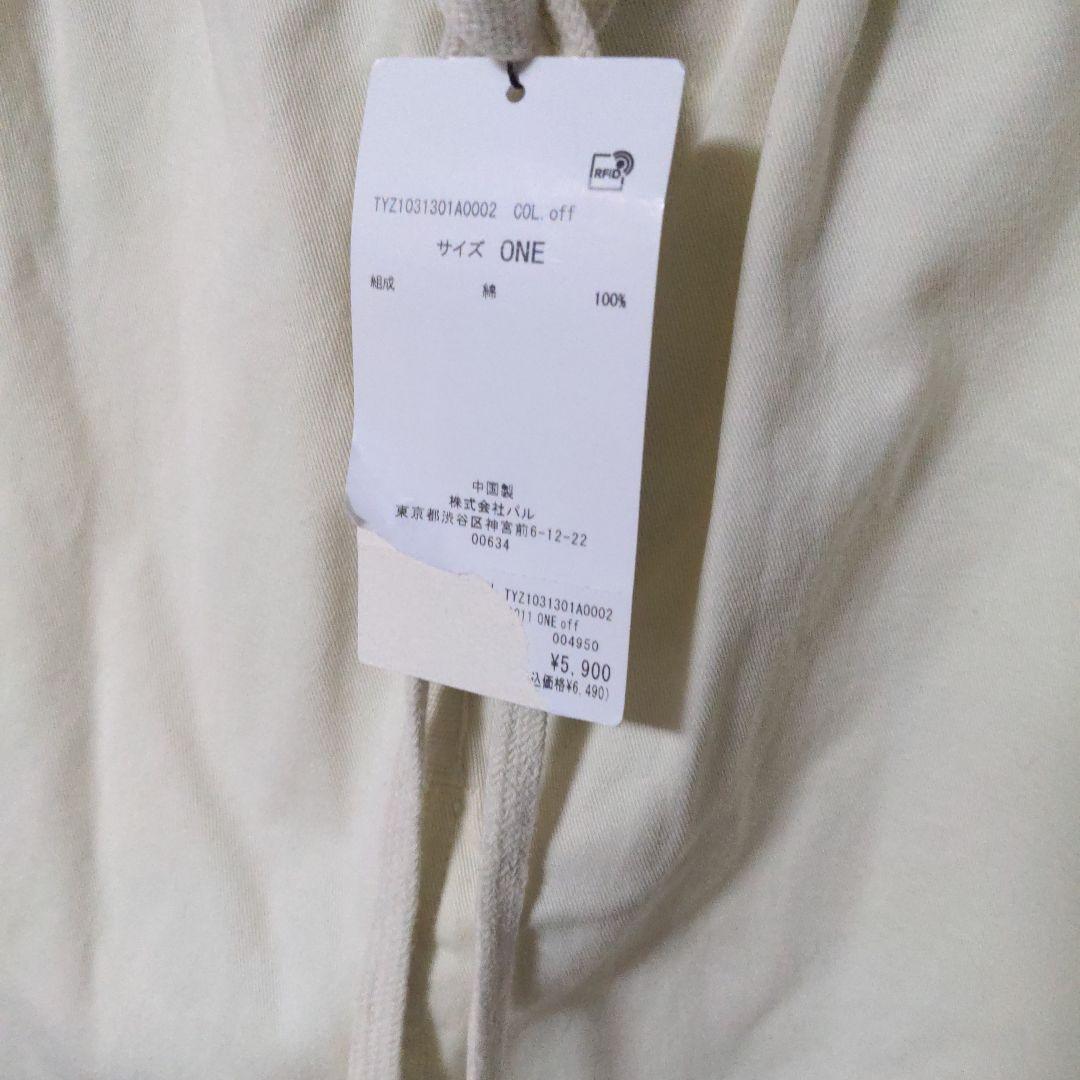 RFID
TYZ1031301A0002 COL.off
サイズ ONE
組成 綿 100%
中国製
株式会社パル
東京都渋谷区神宮前6-12-22
00634
TYZ1031301A0002
ONE off
004950
¥5,900
込価格¥6,490)